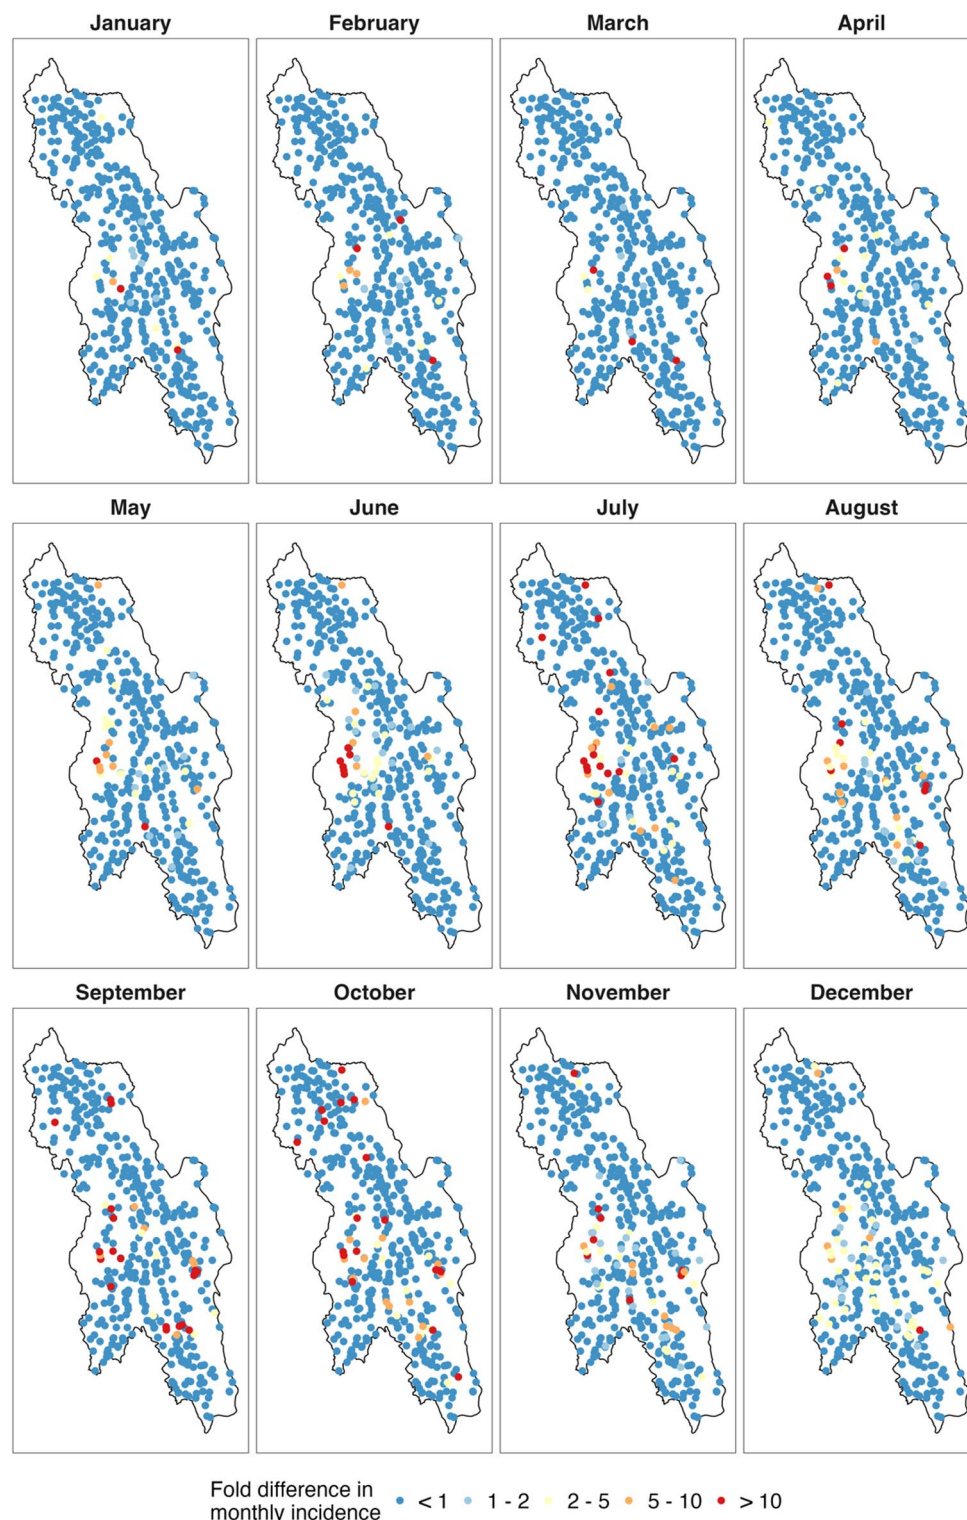 January February March April
May June July August
September October November December
Fold difference in
monthly incidence < 1 1 - 2 2 - 5 5 - 10 > 10